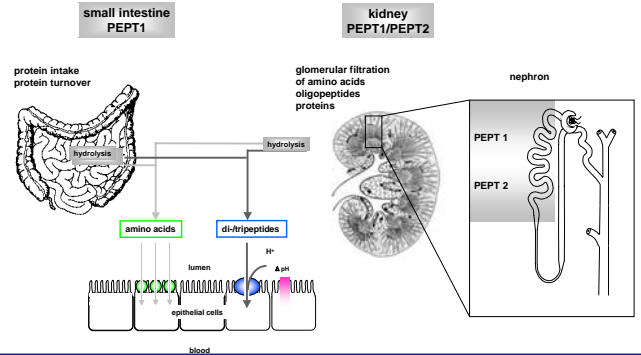 small intestine
PEPT1
kidney
PEPT1/PEPT2
protein intake
protein turnover
glomerular filtration
of amino acids
oligopeptides
proteins
nephron
hydrolysis
hydrolysis
PEPT 1
PEPT 2
amino acids
di-/tripeptides
H+
Δ pH
lumen
epithelial cells
blood